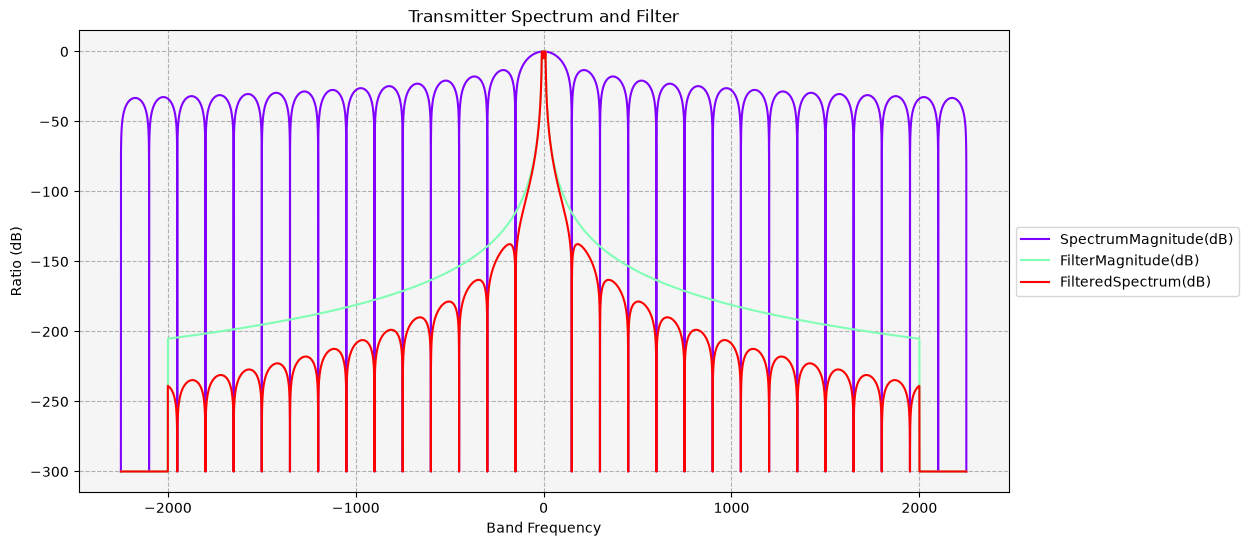 Transmitter Spectrum and Filter
Ratio (dB)
0
−50
−100
−150
−200
−250
−300
−2000
−1000
0
1000
2000
Band Frequency
SpectrumMagnitude(dB)
FilterMagnitude(dB)
FilteredSpectrum(dB)